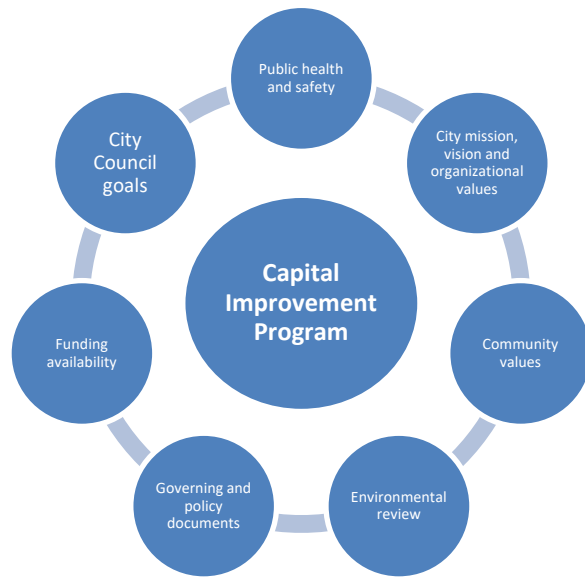 Public health
and safety
City mission,
vision and
organizational
values
Community
values
Environmental
review
Governing and
policy
documents
Funding
availability
City
Council
goals
Capital
Improvement
Program